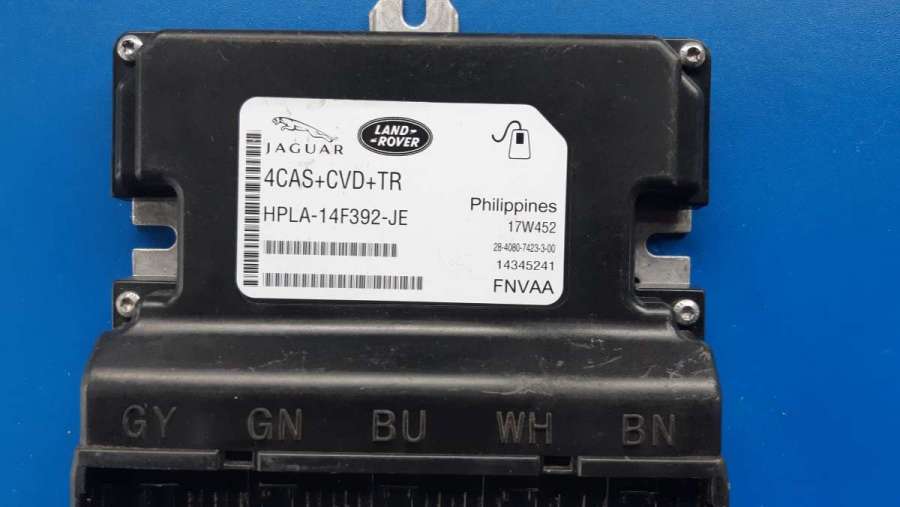 JAGUAR
LAND-
-ROVER
4CAS+CVD+TR
HPLA-14F392-JE
Philippines
17W452
28-4080-7423-3-00
14345241
FNVAA
GY GN BU WH BN